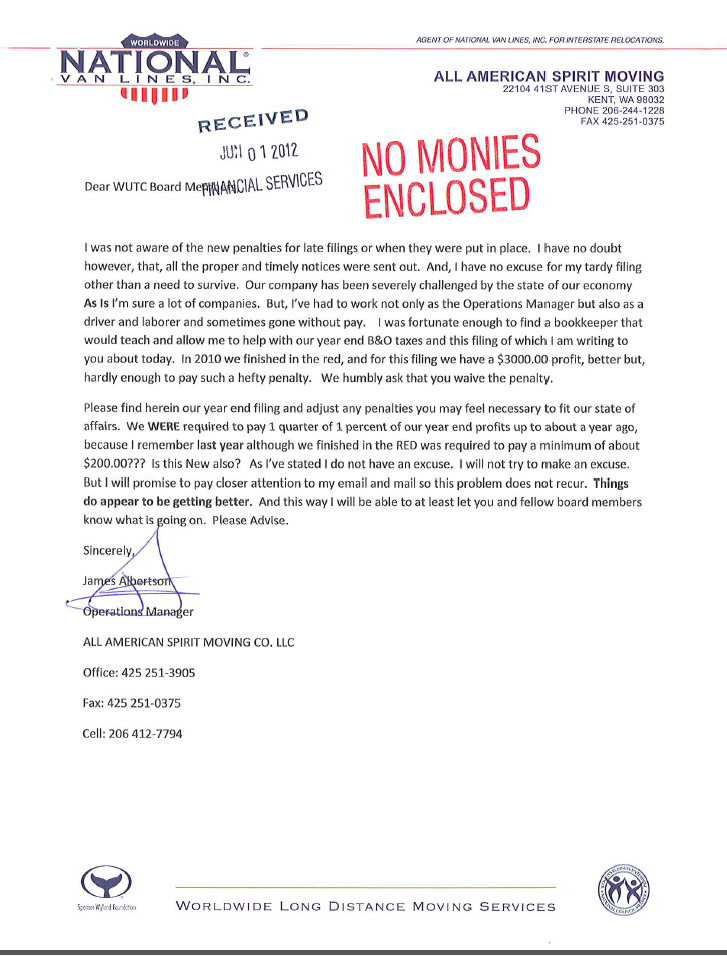 WORLDWIDE
NATIONAL®
VAN LINES, INC.
AGENT OF NATIONAL VAN LINES, INC. FOR INTERSTATE RELOCATIONS.
ALL AMERICAN SPIRIT MOVING
22104 41ST AVENUE S, SUITE 303
KENT, WA 98032
PHONE 206-244-1228
FAX 425-251-0375
RECEIVED
JUN 01 2012
FINANCIAL SERVICES
NO MONIES
ENCLOSED
Dear WUTC Board
I was not aware of the new penalties for late filings or when they were put in place. I have no doubt
however, that, all the proper and timely notices were sent out. And, I have no excuse for my tardy filing
other than a need to survive. Our company has been severely challenged by the state of our economy
As Is I'm sure a lot of companies. But, I've had to work not only as the Operations Manager but also as a
driver and laborer and sometimes gone without pay. I was fortunate enough to find a bookkeeper that
would teach and allow me to help with our year end B&O taxes and this filing of which I am writing to
you about today. In 2010 we finished in the red, and for this filing we have a $3000.00 profit, better but,
hardly enough to pay such a hefty penalty. We humbly ask that you waive the penalty.
Please find herein our year end filing and adjust any penalties you may feel necessary to fit our state of
affairs. We WERE required to pay 1 quarter of 1 percent of our year end profits up to about a year ago,
because I remember last year although we finished in the RED was required to pay a minimum of about
$200.00??? Is this New also? As I've stated I do not have an excuse. I will not try to make an excuse.
But I will promise to pay closer attention to my email and mail so this problem does not recur. Things
do appear to be getting better. And this way I will be able to at least let you and fellow board members
know what is going on. Please Advise.
Sincerely,
James Albertson
Operations Manager
ALL AMERICAN SPIRIT MOVING CO. LLC
Office: 425 251-3905
Fax: 425 251-0375
Cell: 206 412-7794
Sponsor Wyland Foundation
WORLDWIDE LONG DISTANCE MOVING SERVICES